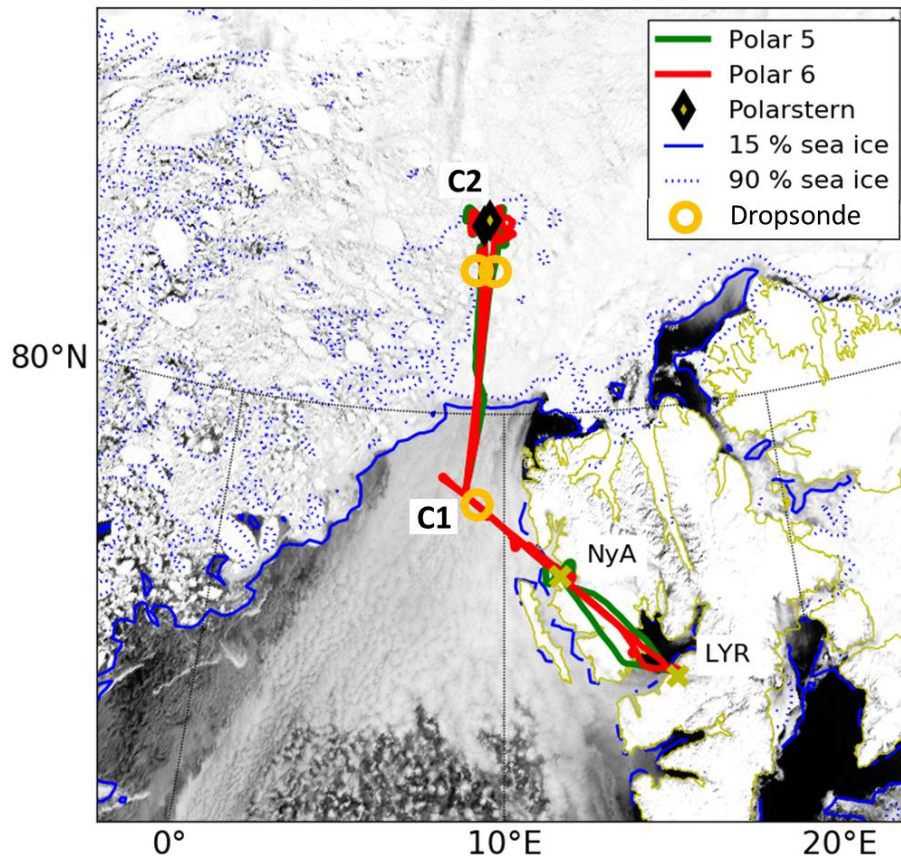 Polar 5
Polar 6
Polarstern
15 % sea ice
90 % sea ice
Dropsonde
C2
80°N
C1
NyA
LYR
0°
10°E
20°E